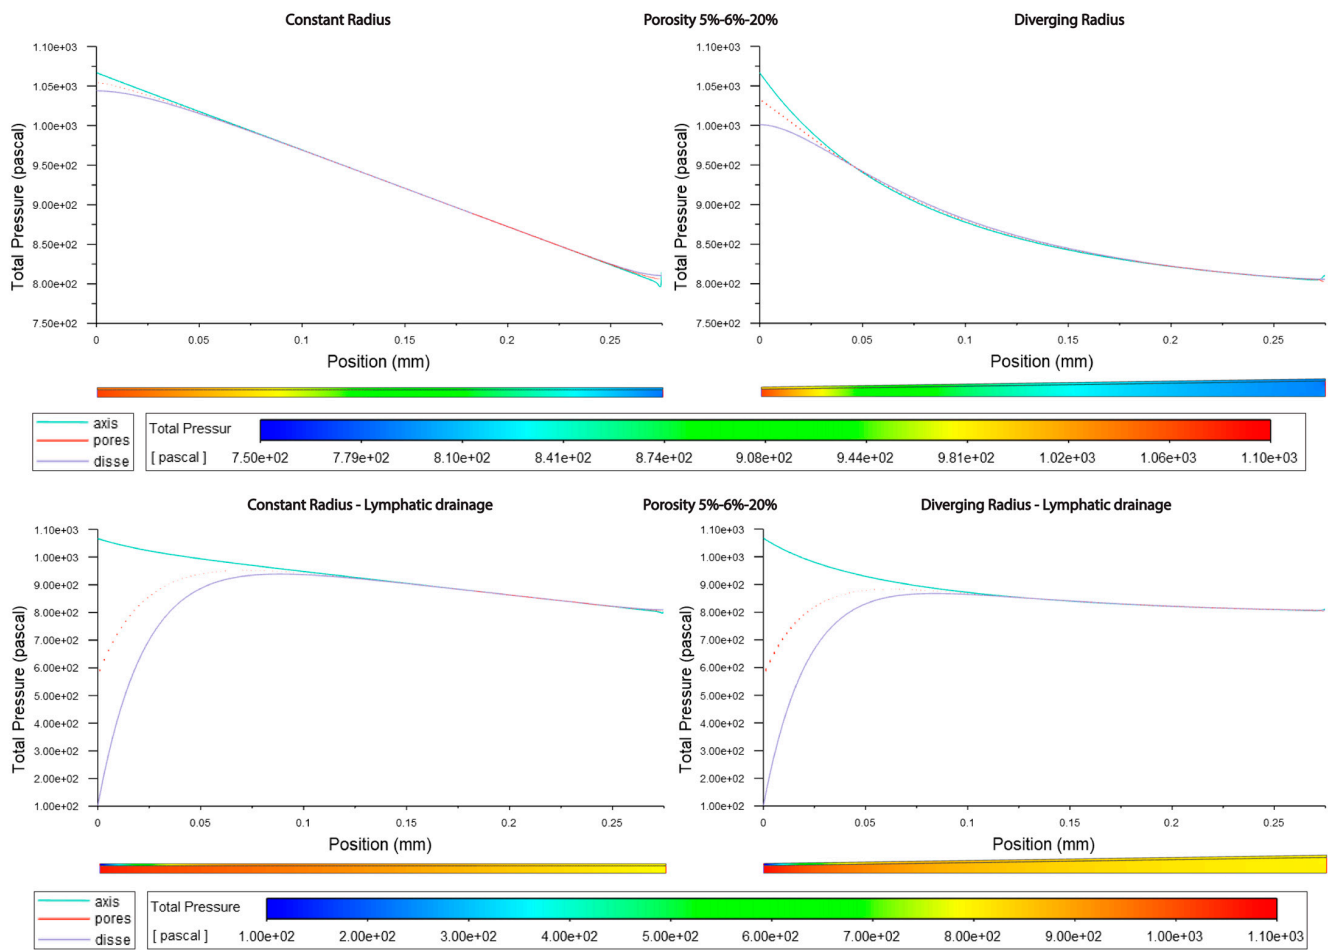 Constant Radius Porosity 5%-6%-20% Diverging Radius
Total Pressure (pascal)
1.10e+03
1.05e+03
1.00e+03
9.50e+02
9.00e+02
8.50e+02
8.00e+02
7.50e+02
0 0.05 0.1 0.15 0.2 0.25
Position (mm)
Total Pressure (pascal)
1.10e+03
1.05e+03
1.00e+03
9.50e+02
9.00e+02
8.50e+02
8.00e+02
7.50e+02
0 0.05 0.1 0.15 0.2 0.25
Position (mm)
axis
pores
disse
Total Pressur
[ pascal ] 7.50e+02 7.79e+02 8.10e+02 8.41e+02 8.74e+02 9.08e+02 9.44e+02 9.81e+02 1.02e+03 1.06e+03 1.10e+03
Constant Radius - Lymphatic drainage Porosity 5%-6%-20% Diverging Radius - Lymphatic drainage
Total Pressure (pascal)
1.10e+03
1.00e+03
9.00e+02
8.00e+02
7.00e+02
6.00e+02
5.00e+02
4.00e+02
3.00e+02
2.00e+02
1.00e+02
0 0.05 0.1 0.15 0.2 0.25
Position (mm)
Total Pressure (pascal)
1.10e+03
1.00e+03
9.00e+02
8.00e+02
7.00e+02
6.00e+02
5.00e+02
4.00e+02
3.00e+02
2.00e+02
1.00e+02
0 0.05 0.1 0.15 0.2 0.25
Position (mm)
axis
pores
disse
Total Pressure
[ pascal ] 1.00e+02 2.00e+02 3.00e+02 4.00e+02 5.00e+02 6.00e+02 7.00e+02 8.00e+02 9.00e+02 1.00e+03 1.10e+03